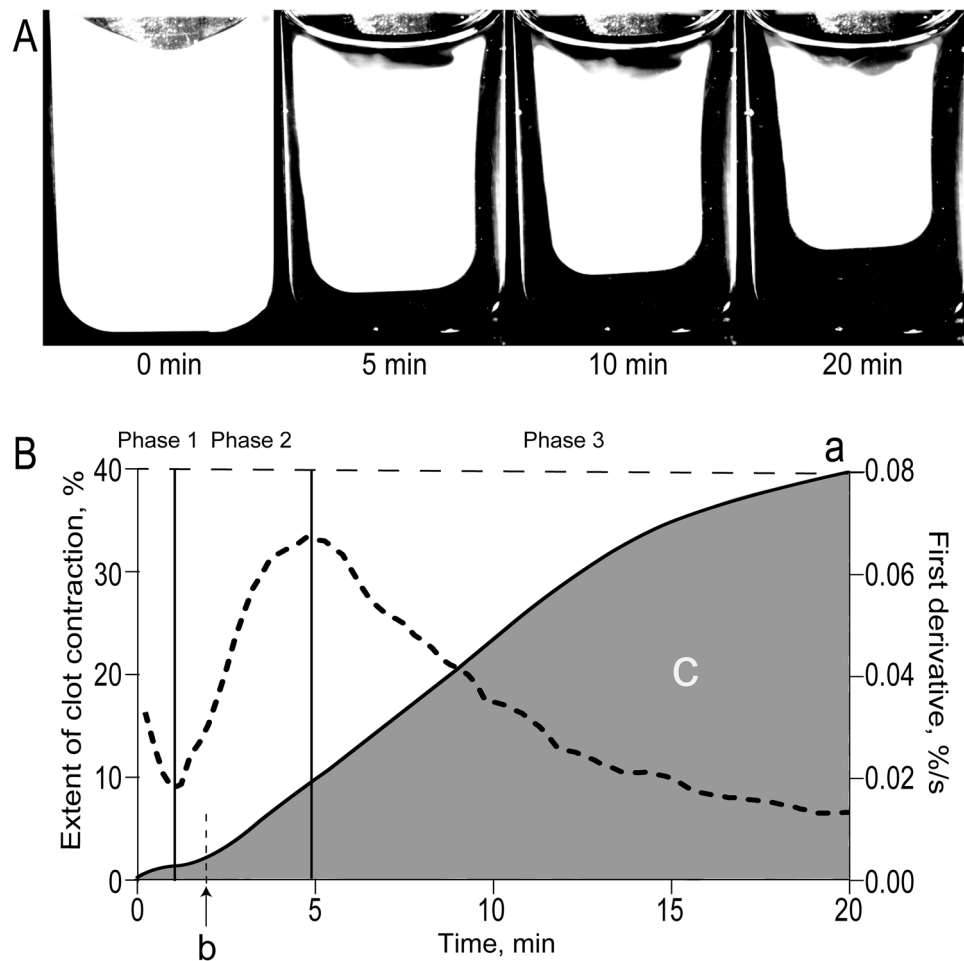 A
0 min 5 min 10 min 20 min
B
Phase 1 Phase 2 Phase 3
a
40
30
20
10
0
Extent of clot contraction, %
0.08
0.06
0.04
0.02
0.00
First derivative, %/s
C
0 5 10 15 20
b
Time, min